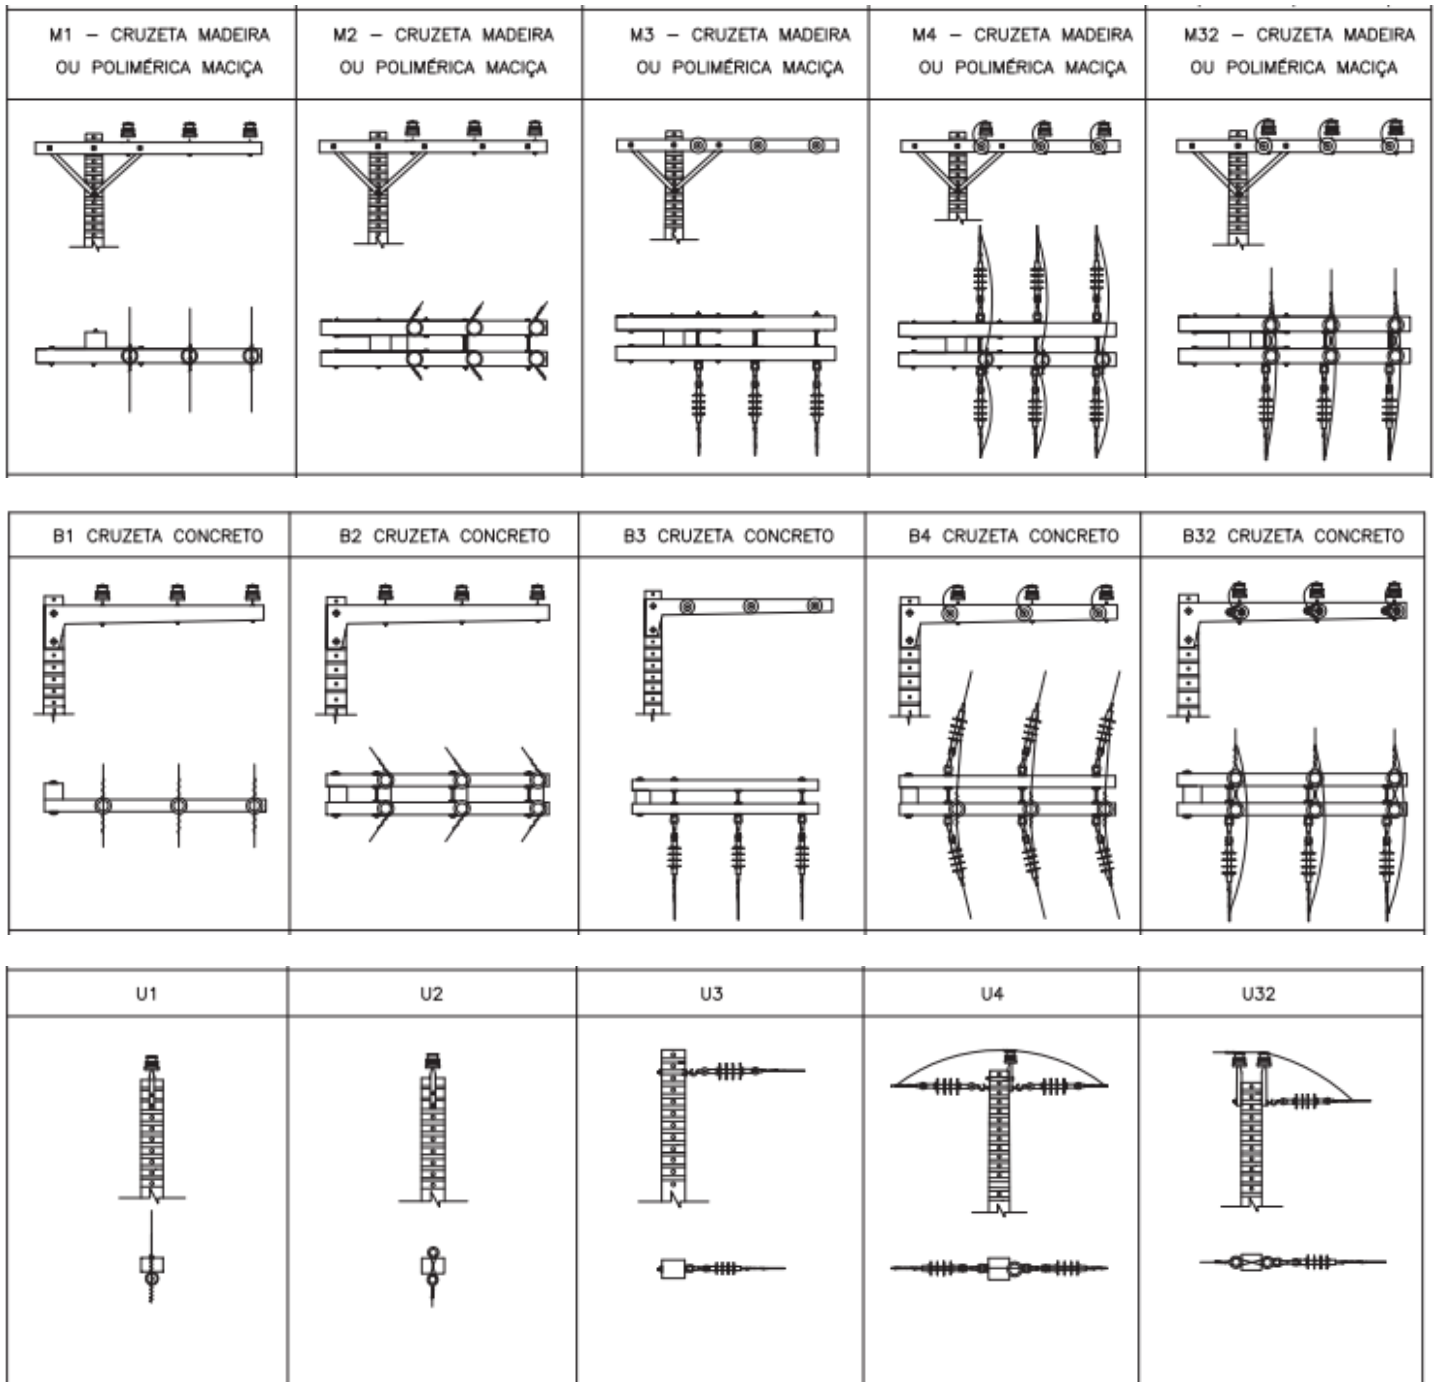 M1 – CRUZETA MADEIRA
OU POLIMÉRICA MACIÇA
M2 – CRUZETA MADEIRA
OU POLIMÉRICA MACIÇA
M3 – CRUZETA MADEIRA
OU POLIMÉRICA MACIÇA
M4 – CRUZETA MADEIRA
OU POLIMÉRICA MACIÇA
M32 – CRUZETA MADEIRA
OU POLIMÉRICA MACIÇA
B1 CRUZETA CONCRETO
B2 CRUZETA CONCRETO
B3 CRUZETA CONCRETO
B4 CRUZETA CONCRETO
B32 CRUZETA CONCRETO
U1
U2
U3
U4
U32